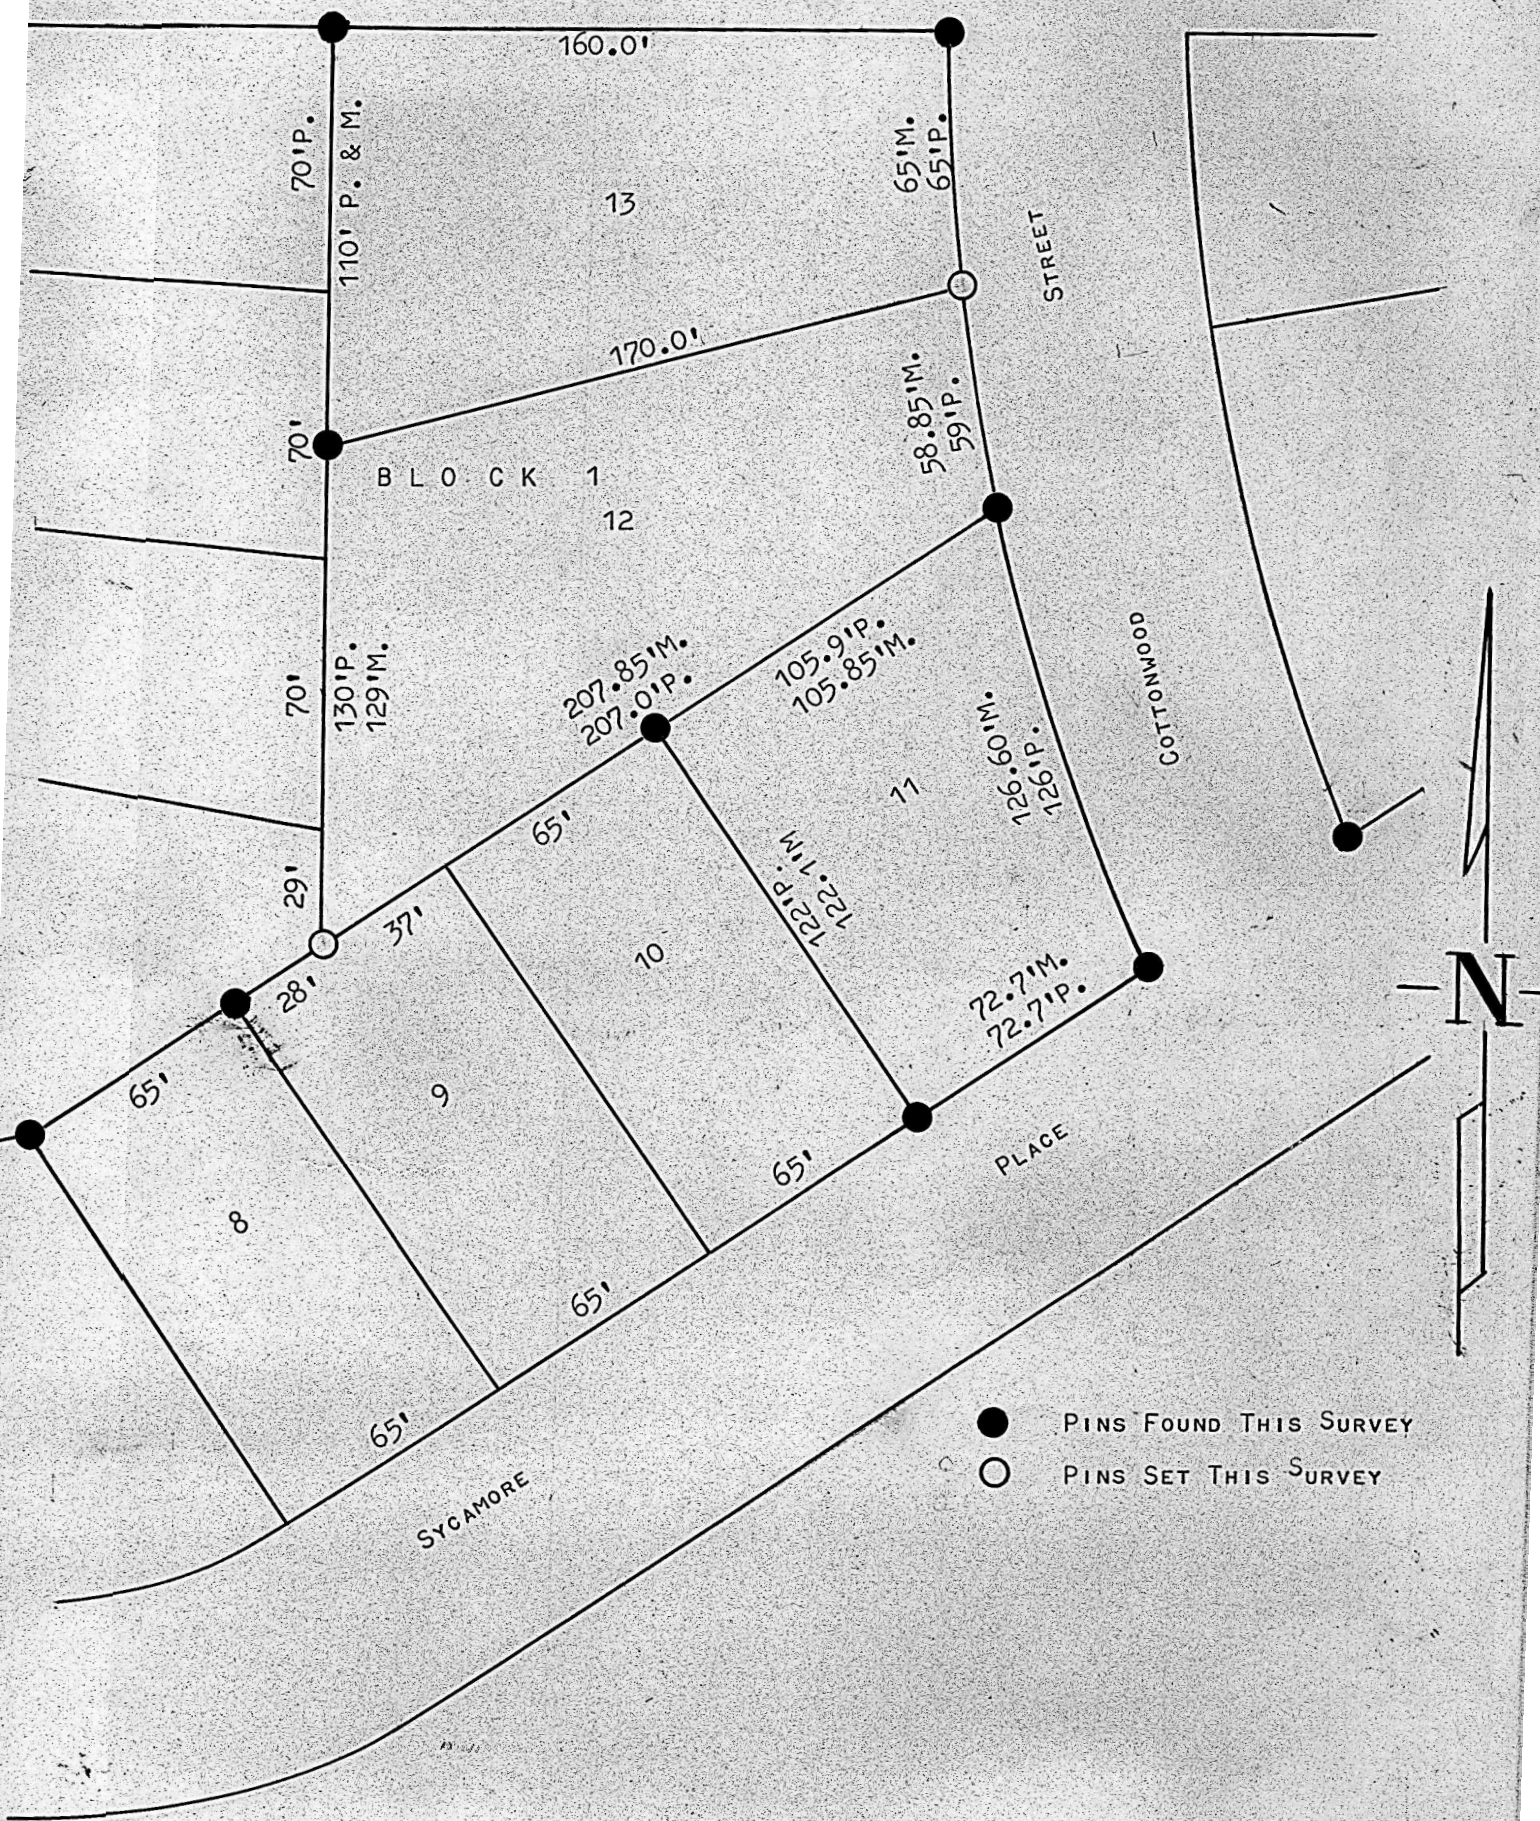 160.0'
70'P.
110' P. & M.
65'M.
65'P.
13
STREET
170.0'
58.85'M.
59'P.
70'
BLOCK 1
12
207.85'M.
207.0'P.
105.9'P.
105.85'M.
COTTONWOOD
70'
130'P.
129'M.
126.60'M.
126'P.
11
65'
122'P.
122.1'M
29'
37'
10
28'
72.7'M.
72.7'P.
N
65'
9
PLACE
65'
8
65'
65'
SYCAMORE
PINS FOUND THIS SURVEY
PINS SET THIS SURVEY